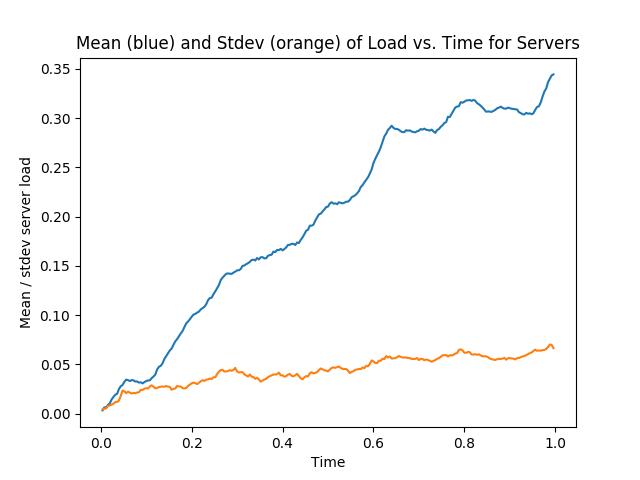 Mean (blue) and Stdev (orange) of Load vs. Time for Servers
0.35
0.30
0.25
0.20
0.15
0.10
0.05
0.00
Mean / stdev server load
0.0 0.2 0.4 0.6 0.8 1.0
Time